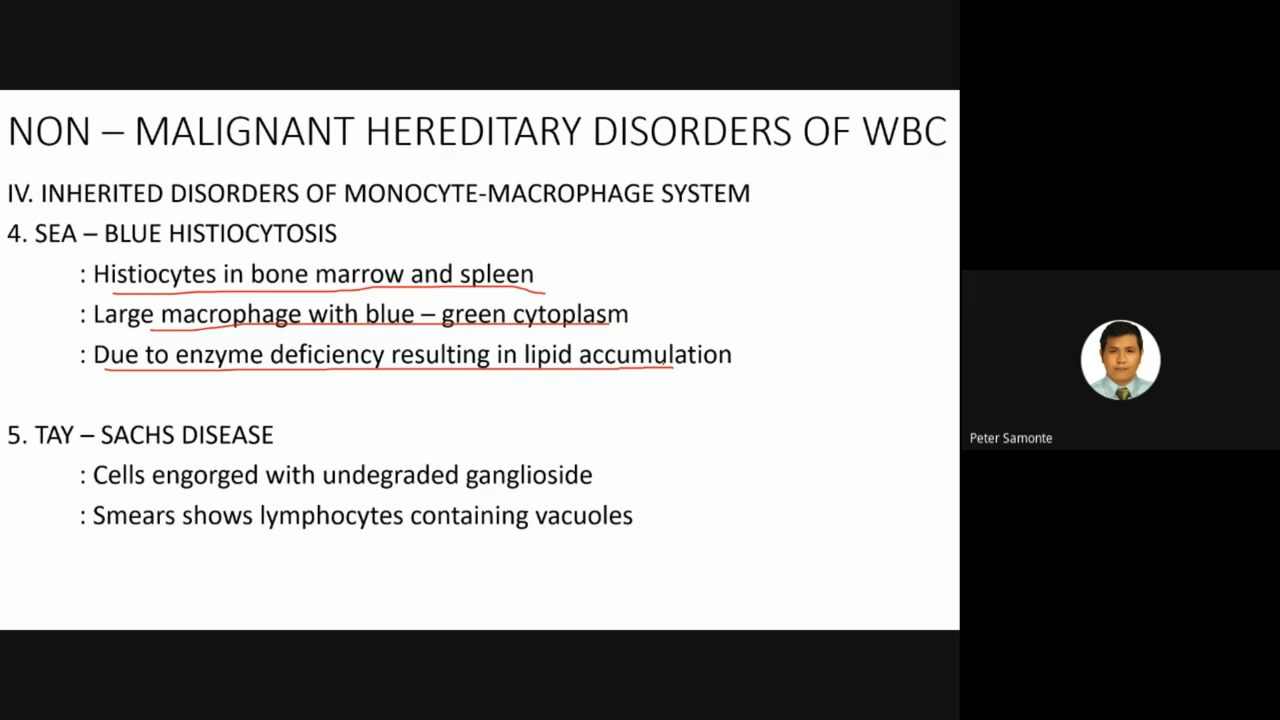 NON – MALIGNANT HEREDITARY DISORDERS OF WBC
IV. INHERITED DISORDERS OF MONOCYTE-MACROPHAGE SYSTEM
4. SEA – BLUE HISTIOCYTOSIS
: Histiocytes in bone marrow and spleen
: Large macrophage with blue – green cytoplasm
: Due to enzyme deficiency resulting in lipid accumulation
5. TAY – SACHS DISEASE
: Cells engorged with undegraded ganglioside
: Smears shows lymphocytes containing vacuoles
Peter Samonte